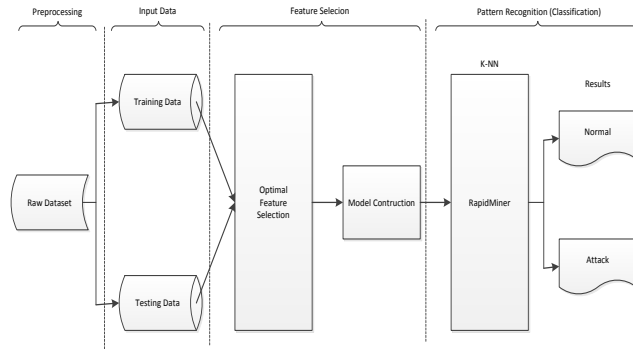 Preprocessing
Input Data
Feature Selecion
Pattern Recognition (Classification)
K-NN
Results
Training Data
Normal
Raw Dataset
Optimal
Feature
Selection
Model Contruction
RapidMiner
Attack
Testing Data